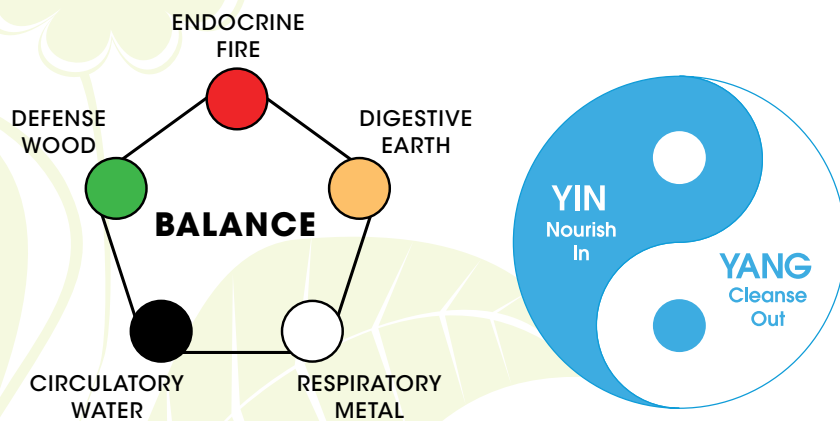 ENDOCRINE
FIRE
DEFENSE
WOOD
DIGESTIVE
EARTH
BALANCE
CIRCULATORY
WATER
RESPIRATORY
METAL
YIN
Nourish
In
YANG
Cleanse
Out